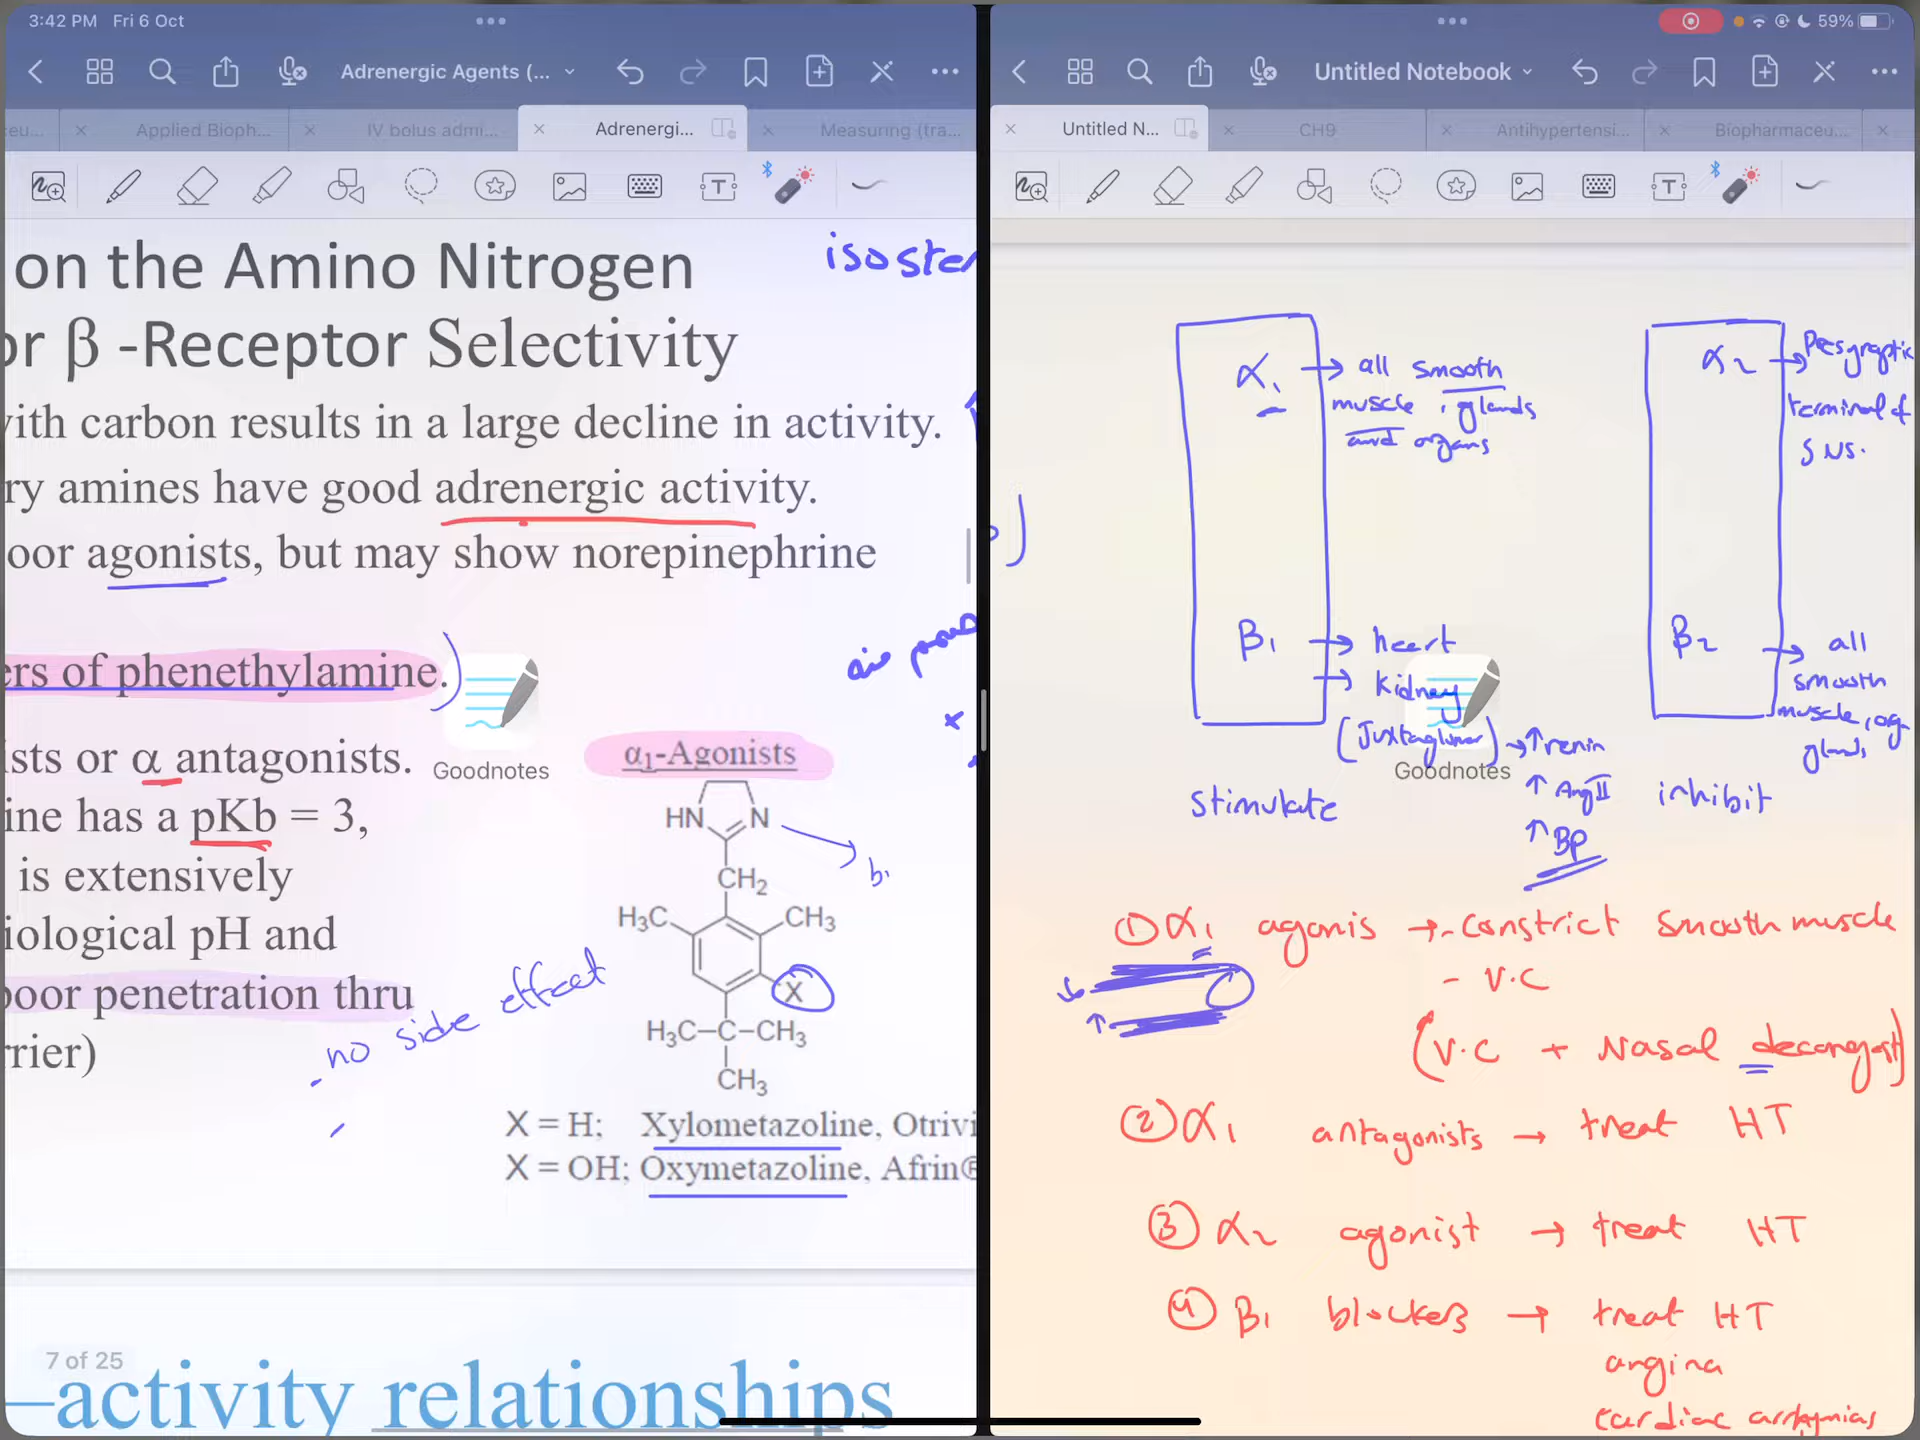 3:42 PM Fri 6 Oct
59%
Adrenergic Agents (...
Untitled Notebook
Applied Bioph...
IV bolus admi...
Adrenergi...
Measuring (tra...
Untitled N...
CH9
Antihypertensi...
Biopharmaceu...
on the Amino Nitrogen
isoster
or β -Receptor Selectivity
with carbon results in a large decline in activity.
ry amines have good adrenergic activity.
oor agonists, but may show norepinephrine
ers of phenethylamine.)
ists or α antagonists.
Goodnotes
ine has a pKb = 3,
is extensively
iological pH and
poor penetration thru
rrier)
- no side effect
α₁-Agonists
HN N
b.
CH₂
H₃C CH₃
X
H₃C–C–CH₃
CH₃
X = H; Xylometazoline, Otrivi
X = OH; Oxymetazoline, Afrin®
7 of 25
–activity relationships
α₁ → all smooth
muscle, glands
and organs
β₁ → heart
→ kidney
→ ↑ renin
↑ Ang II
↑ BP
Goodnotes
stimulate
α₂ →
terminal of
S NS.
β₂ → all
smooth
muscle,
glands
inhibit
① α₁ agonis → - Constrict smooth muscle
- V.C
(V.C + Nasal decongest)
② α₁ antagonists → treat HT
③ α₂ agonist → treat HT
④ β₁ blockers → treat HT
angina
cardiac arrhymias